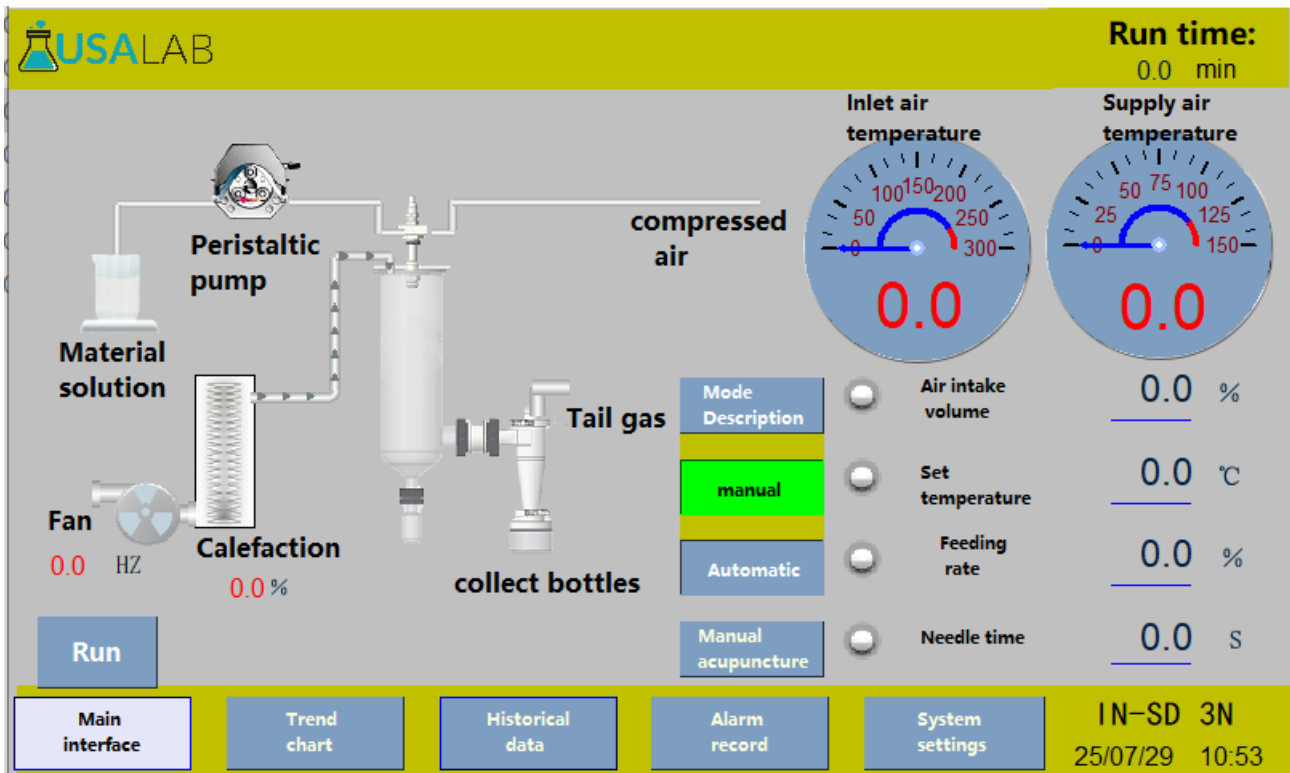 USALAB
Run time:
0.0 min
Inlet air
temperature
0
50
100
150
200
250
300
0.0
Supply air
temperature
0
25
50
75
100
125
150
0.0
Peristaltic
pump
compressed
air
Material
solution
Tail gas
Fan
0.0 HZ
Calefaction
0.0 %
collect bottles
Mode
Description
manual
Automatic
Manual
acupuncture
Air intake
volume
0.0 %
Set
temperature
0.0 ℃
Feeding
rate
0.0 %
Needle time
0.0 S
Run
Main
interface
Trend
chart
Historical
data
Alarm
record
System
settings
IN-SD 3N
25/07/29 10:53